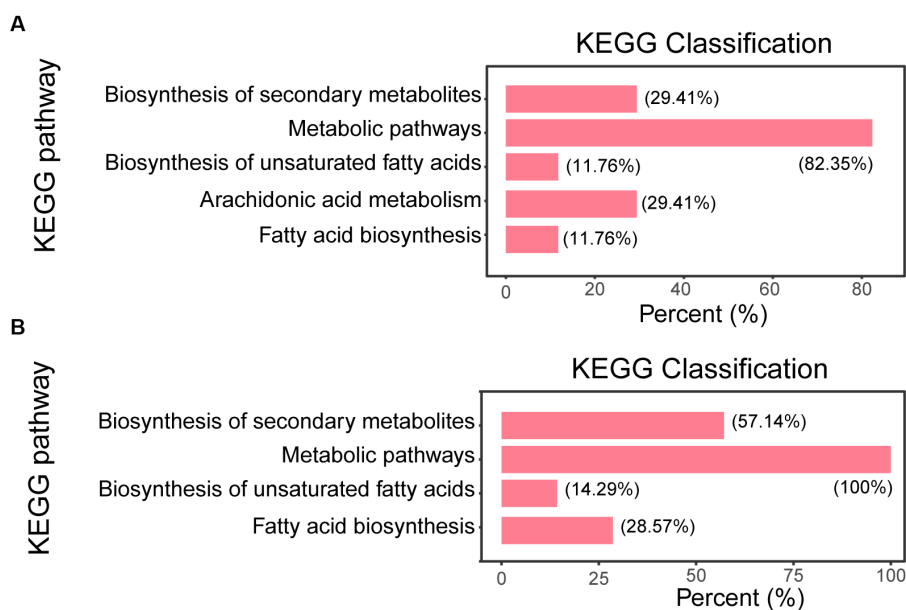 A
KEGG Classification
KEGG pathway
Biosynthesis of secondary metabolites
(29.41%)
Metabolic pathways
(82.35%)
Biosynthesis of unsaturated fatty acids
(11.76%)
Arachidonic acid metabolism
(29.41%)
Fatty acid biosynthesis
(11.76%)
0 20 40 60 80
Percent (%)
B
KEGG Classification
KEGG pathway
Biosynthesis of secondary metabolites
(57.14%)
Metabolic pathways
(100%)
Biosynthesis of unsaturated fatty acids
(14.29%)
Fatty acid biosynthesis
(28.57%)
0 25 50 75 100
Percent (%)